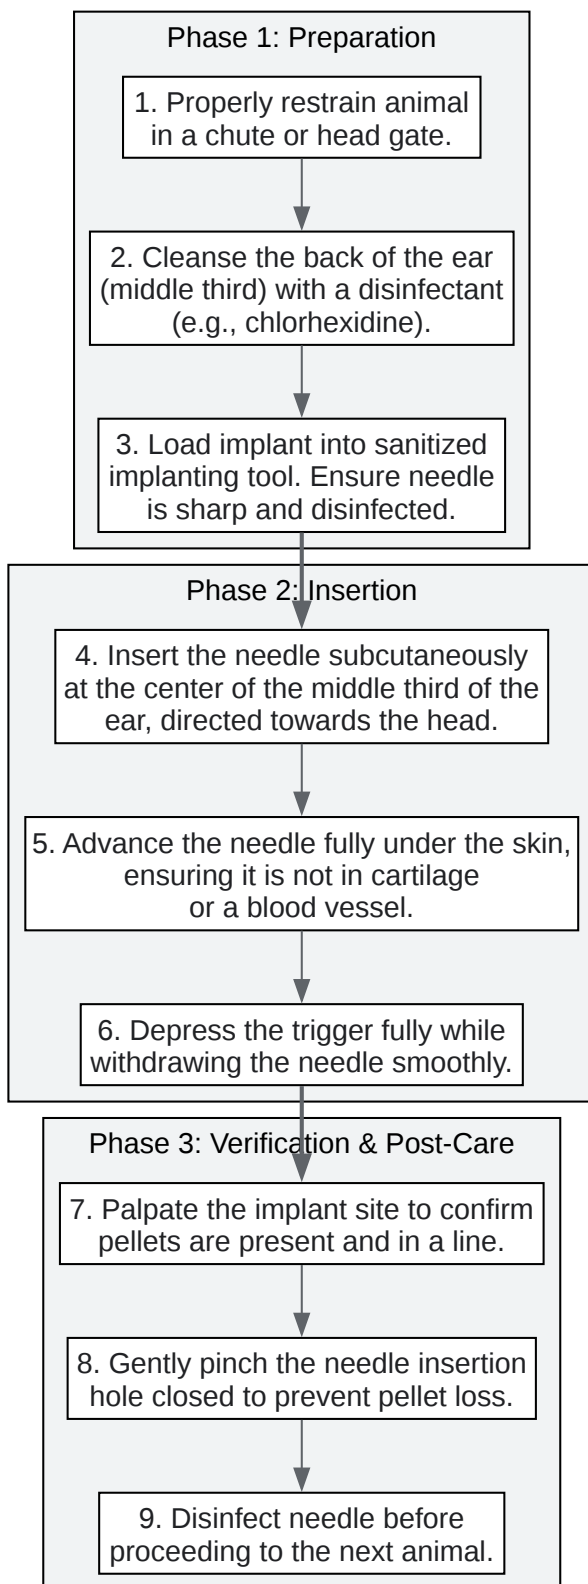 Phase 1: Preparation
1. Properly restrain animal
in a chute or head gate.
2. Cleanse the back of the ear
(middle third) with a disinfectant
(e.g., chlorhexidine).
3. Load implant into sanitized
implanting tool. Ensure needle
is sharp and disinfected.
Phase 2: Insertion
4. Insert the needle subcutaneously
at the center of the middle third of the
ear, directed towards the head.
5. Advance the needle fully under the skin,
ensuring it is not in cartilage
or a blood vessel.
6. Depress the trigger fully while
withdrawing the needle smoothly.
Phase 3: Verification & Post-Care
7. Palpate the implant site to confirm
pellets are present and in a line.
8. Gently pinch the needle insertion
hole closed to prevent pellet loss.
9. Disinfect needle before
proceeding to the next animal.